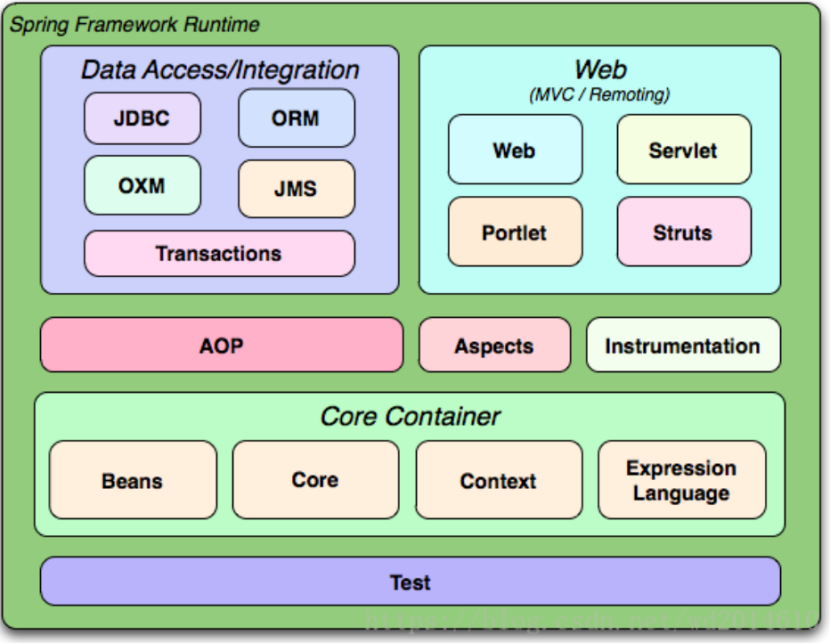 Spring Framework Runtime
Data Access/Integration
JDBC
ORM
OXM
JMS
Transactions
Web
(MVC / Remoting)
Web
Servlet
Portlet
Struts
AOP
Aspects
Instrumentation
Core Container
Beans
Core
Context
Expression
Language
Test